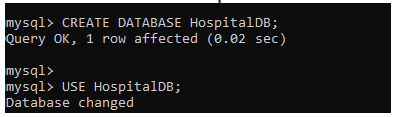 mysql> CREATE DATABASE HospitalDB;
Query OK, 1 row affected (0.02 sec)
mysql>
mysql> USE HospitalDB;
Database changed